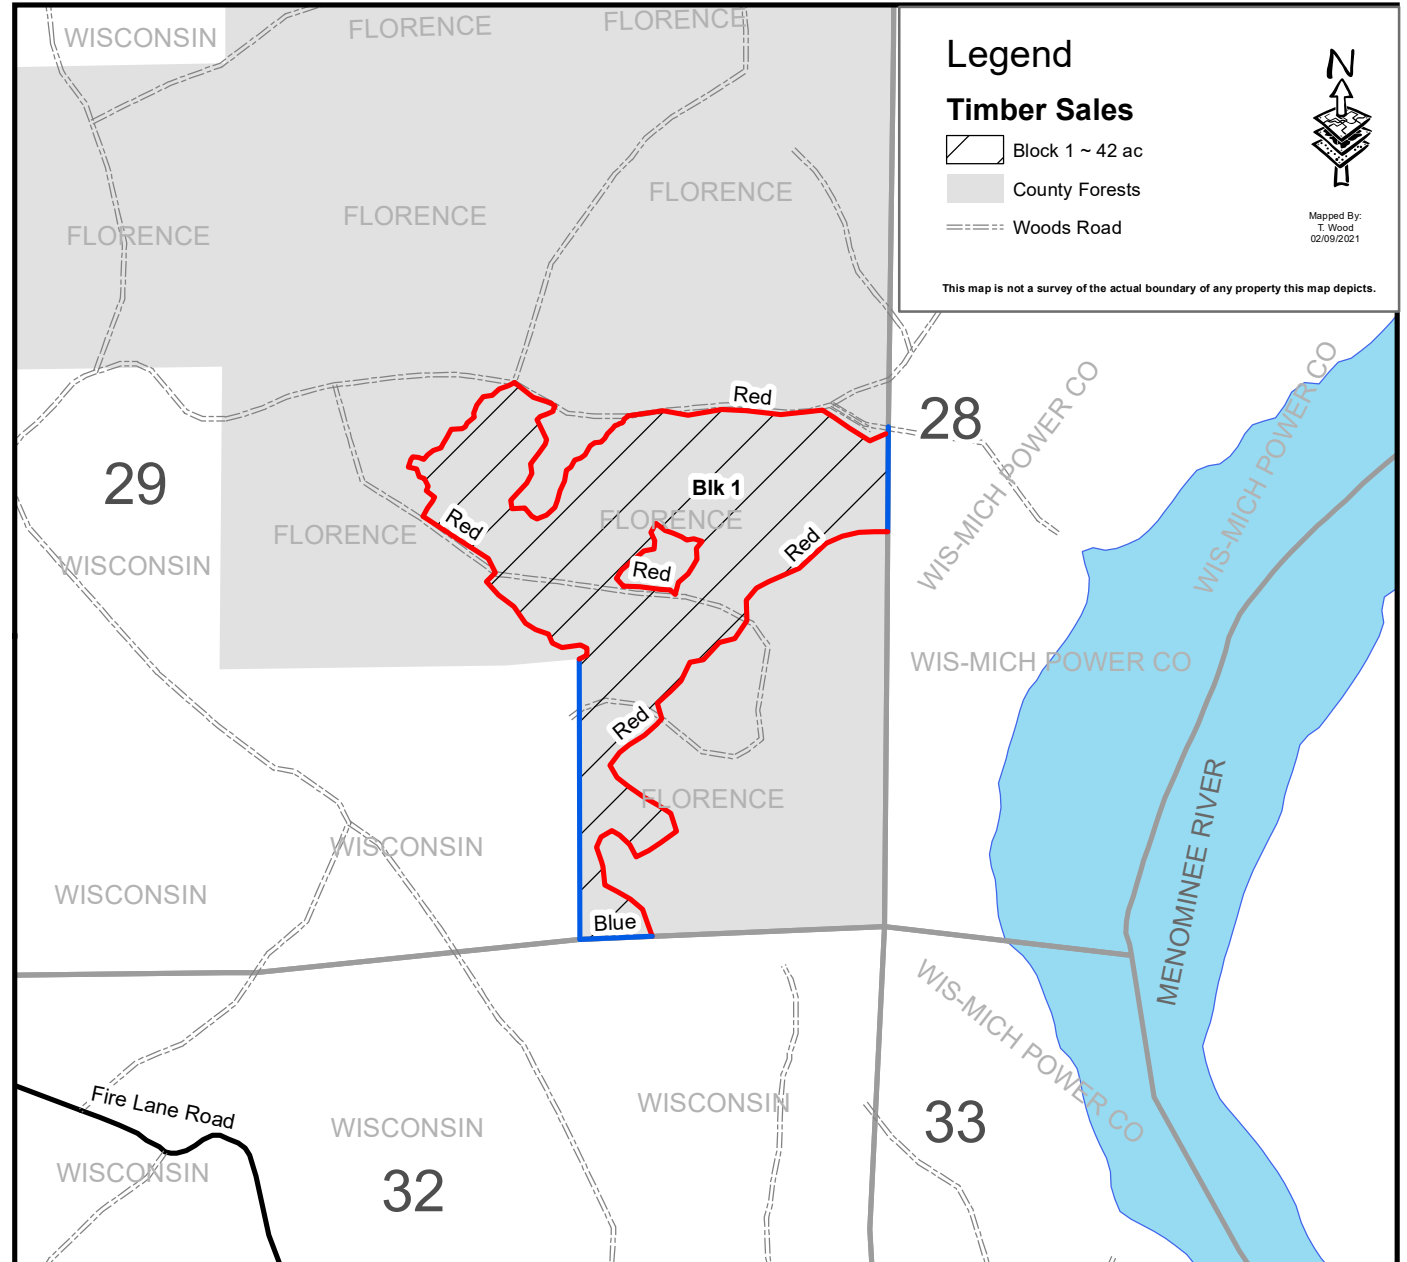 WISCONSIN
FLORENCE
FLORENCE
Legend
N
Timber Sales
Block 1 ~ 42 ac
County Forests
Woods Road
Mapped By:
T. Wood
02/09/2021
This map is not a survey of the actual boundary of any property this map depicts.
FLORENCE
FLORENCE
FLORENCE
Red
28
WIS-MICH POWER CO
WIS-MICH POWER CO
29
Blk 1
FLORENCE
Red
FLORENCE
Red
Red
WISCONSIN
WIS-MICH POWER CO
Red
FLORENCE
MENOMINEE RIVER
WISCONSIN
WISCONSIN
Blue
WIS-MICH POWER CO
Fire Lane Road
WISCONSIN
WISCONSIN
33
WISCONSIN
32